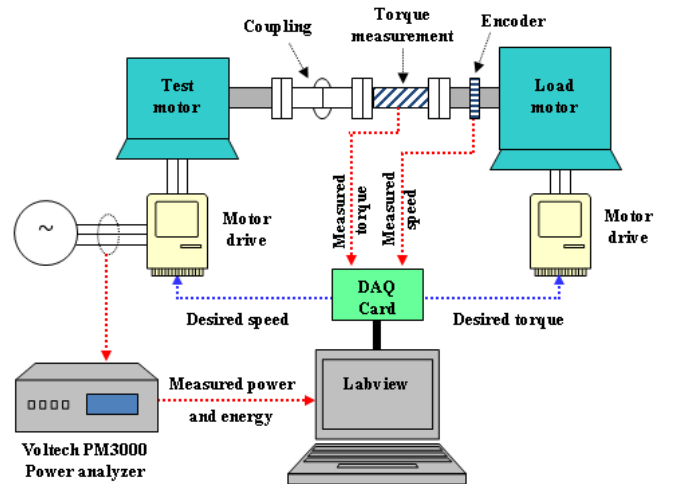 Coupling
Torque
measurement
Encoder
Test
motor
Load
motor
Measured
torque
Measured
speed
~
Motor
drive
Motor
drive
DAQ
Card
Desired speed
Desired torque
Measured power
and energy
Labview
Voltech PM3000
Power analyzer